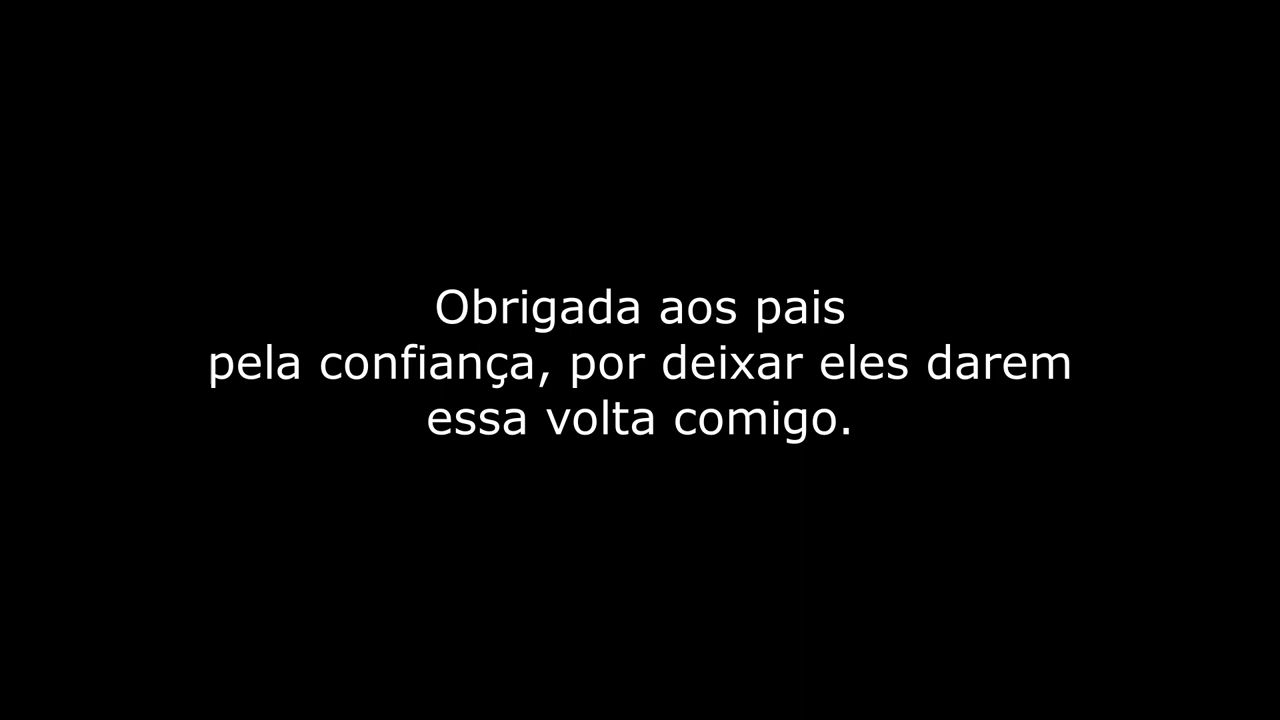 Obrigada aos pais
pela confiança, por deixar eles darem
essa volta comigo.